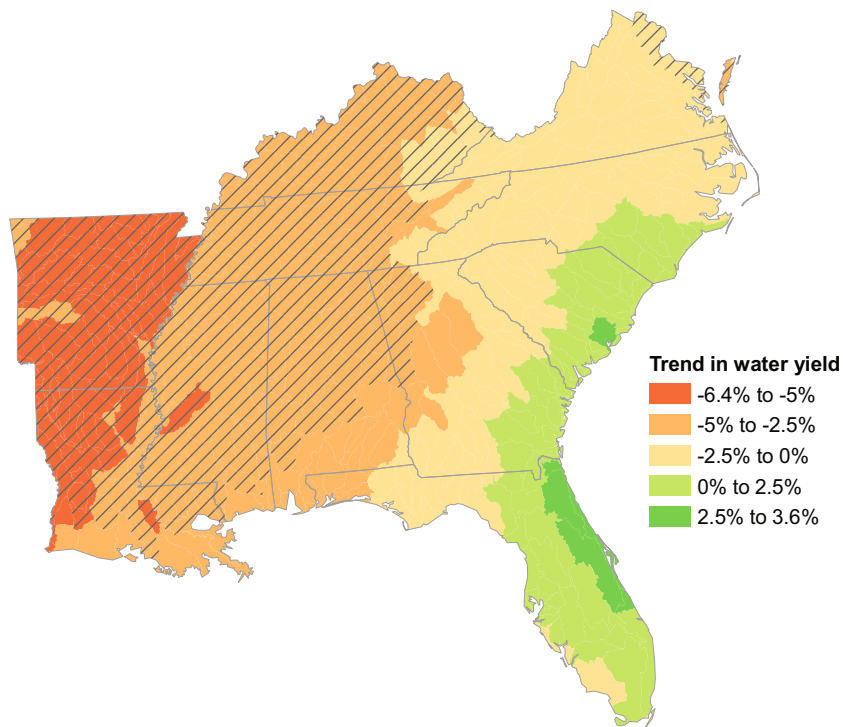 Trend in water yield
-6.4% to -5%
-5% to -2.5%
-2.5% to 0%
0% to 2.5%
2.5% to 3.6%